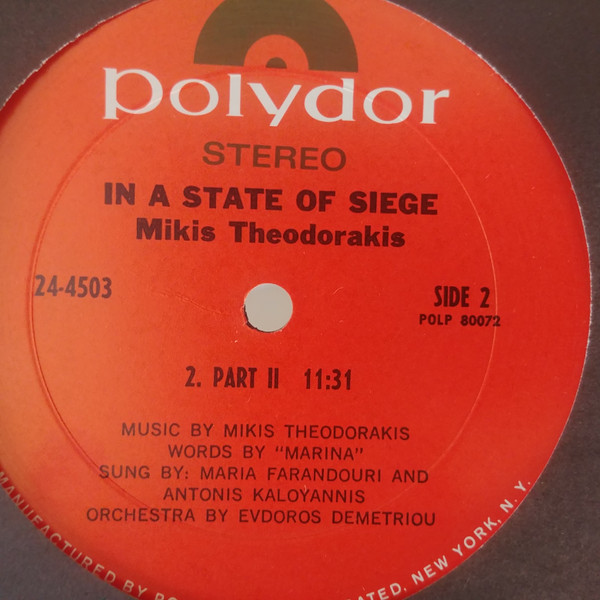 polydor
STEREO
IN A STATE OF SIEGE
Mikis Theodorakis
24-4503
SIDE 2
POLP 80072
2. PART II 11:31
MUSIC BY MIKIS THEODORAKIS
WORDS BY "MARINA"
SUNG BY: MARIA FARANDOURI AND
ANTONIS KALOYANNIS
ORCHESTRA BY EVDOROS DEMETRIOU
MANUFACTURED BY NEW YORK, N. Y.